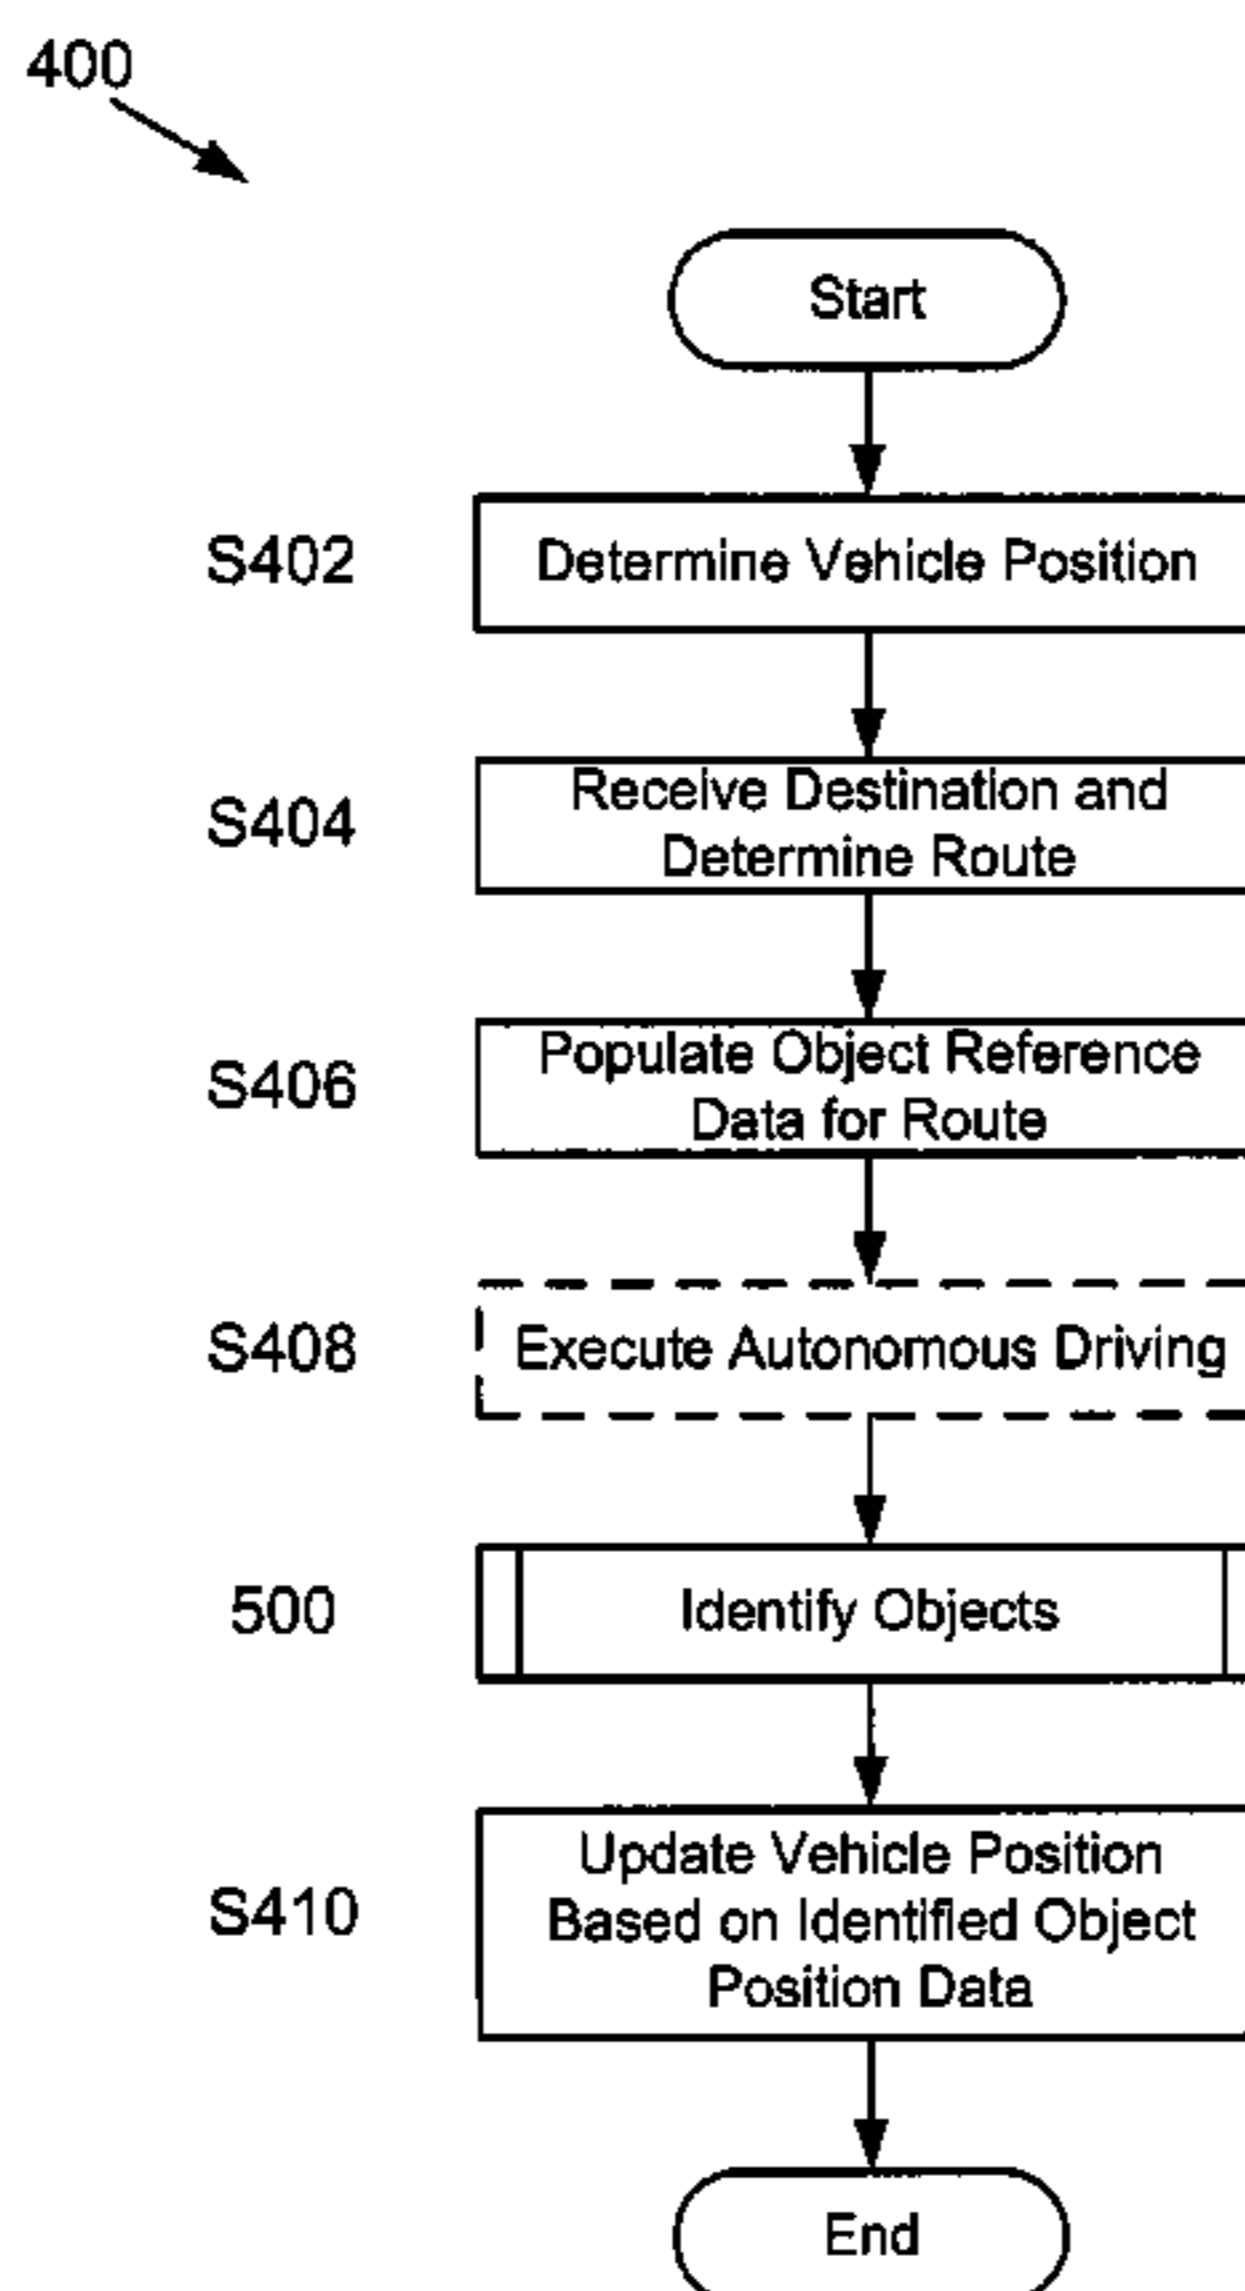 400
Start
S402
Determine Vehicle Position
S404
Receive Destination and
Determine Route
S406
Populate Object Reference
Data for Route
S408
Execute Autonomous Driving
500
Identify Objects
S410
Update Vehicle Position
Based on Identified Object
Position Data
End